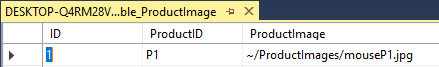 DESKTOP-Q4RM28V...ble_ProductImage
ID ProductID ProductImage
1 P1 ~/ProductImages/mouseP1.jpg